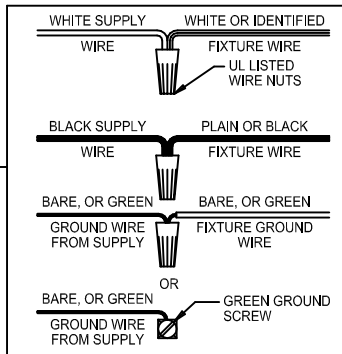 WHITE SUPPLY WHITE OR IDENTIFIED
WIRE FIXTURE WIRE
UL LISTED
WIRE NUTS
BLACK SUPPLY PLAIN OR BLACK
WIRE FIXTURE WIRE
BARE, OR GREEN BARE, OR GREEN
GROUND WIRE FIXTURE GROUND
FROM SUPPLY WIRE
OR
BARE, OR GREEN GREEN GROUND
GROUND WIRE SCREW
FROM SUPPLY